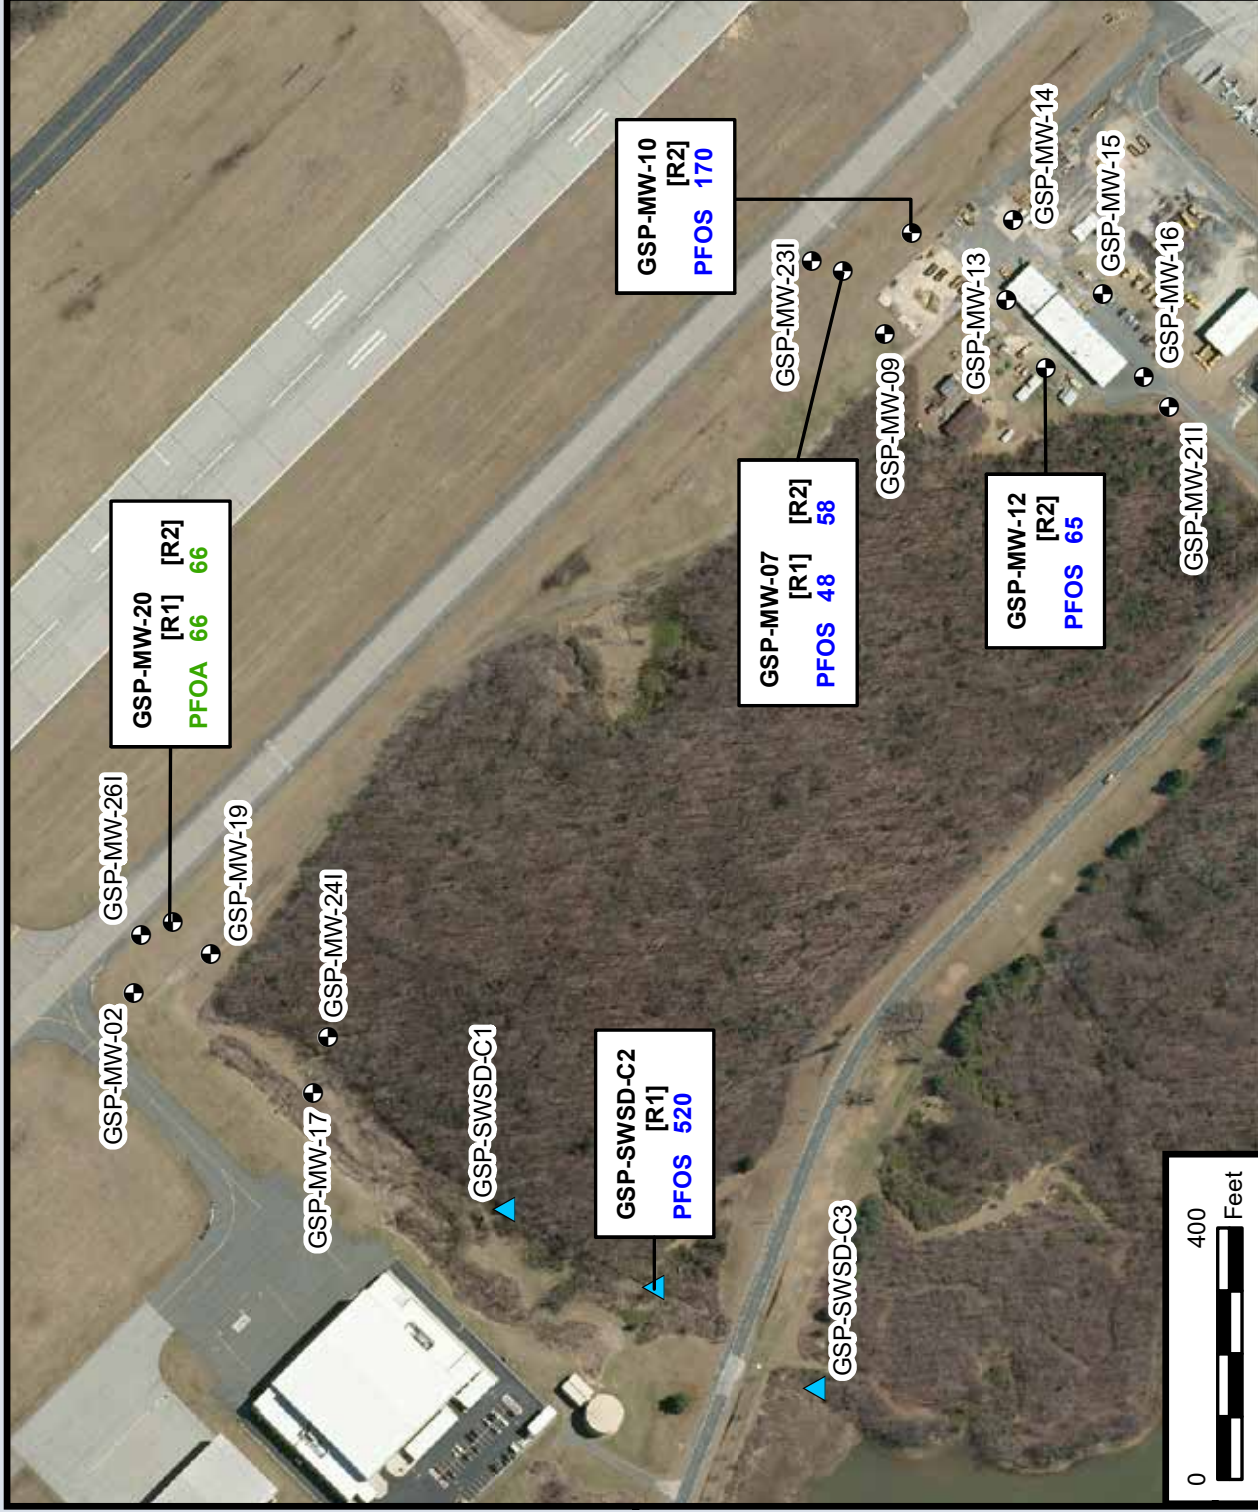 GSP-MW-02
GSP-MW-26I
GSP-MW-20
[R1] [R2]
PFOA 66 66
GSP-MW-19
GSP-MW-17
GSP-MW-24I
GSP-SWSD-C1
GSP-SWSD-C2
[R1]
PFOS 520
GSP-SWSD-C3
GSP-MW-10
[R2]
PFOS 170
GSP-MW-23I
GSP-MW-07
[R1] [R2]
PFOS 48 58
GSP-MW-09
GSP-MW-13
GSP-MW-14
GSP-MW-12
[R2]
PFOS 65
GSP-MW-15
GSP-MW-16
GSP-MW-21I
0 400
Feet